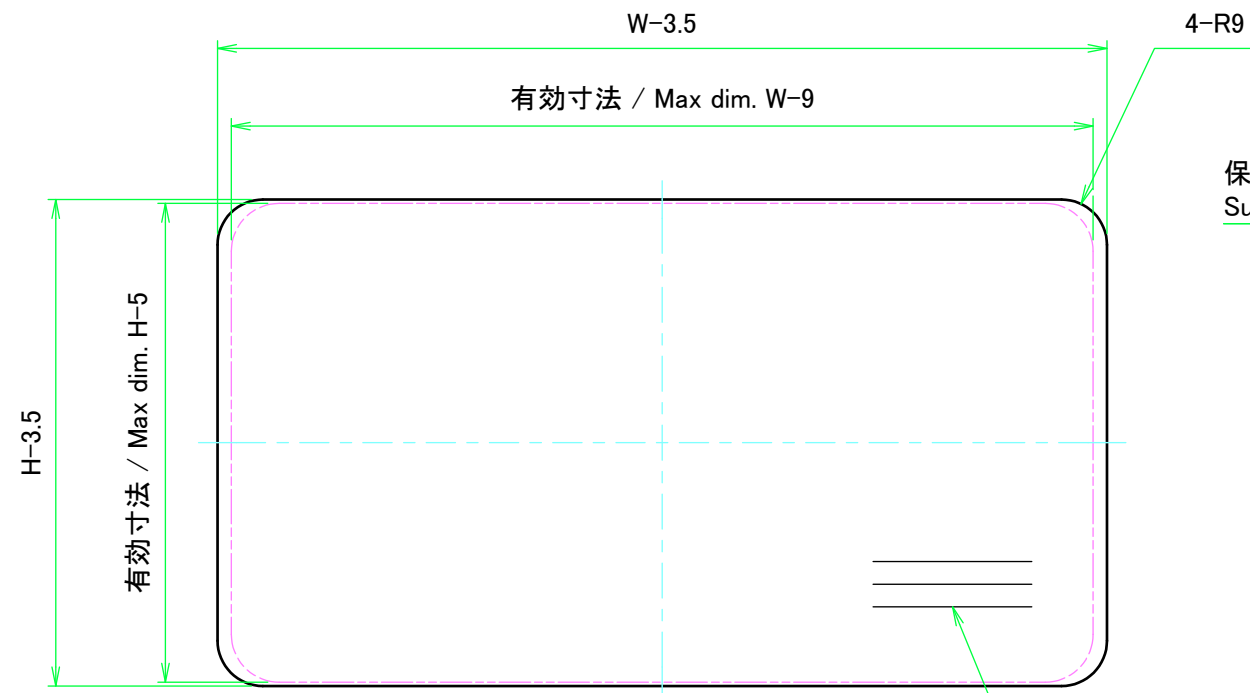 W-3.5
4-R9
有効寸法 / Max dim. W-9
保
Su
有効寸法 / Max dim. H-5
H-3.5